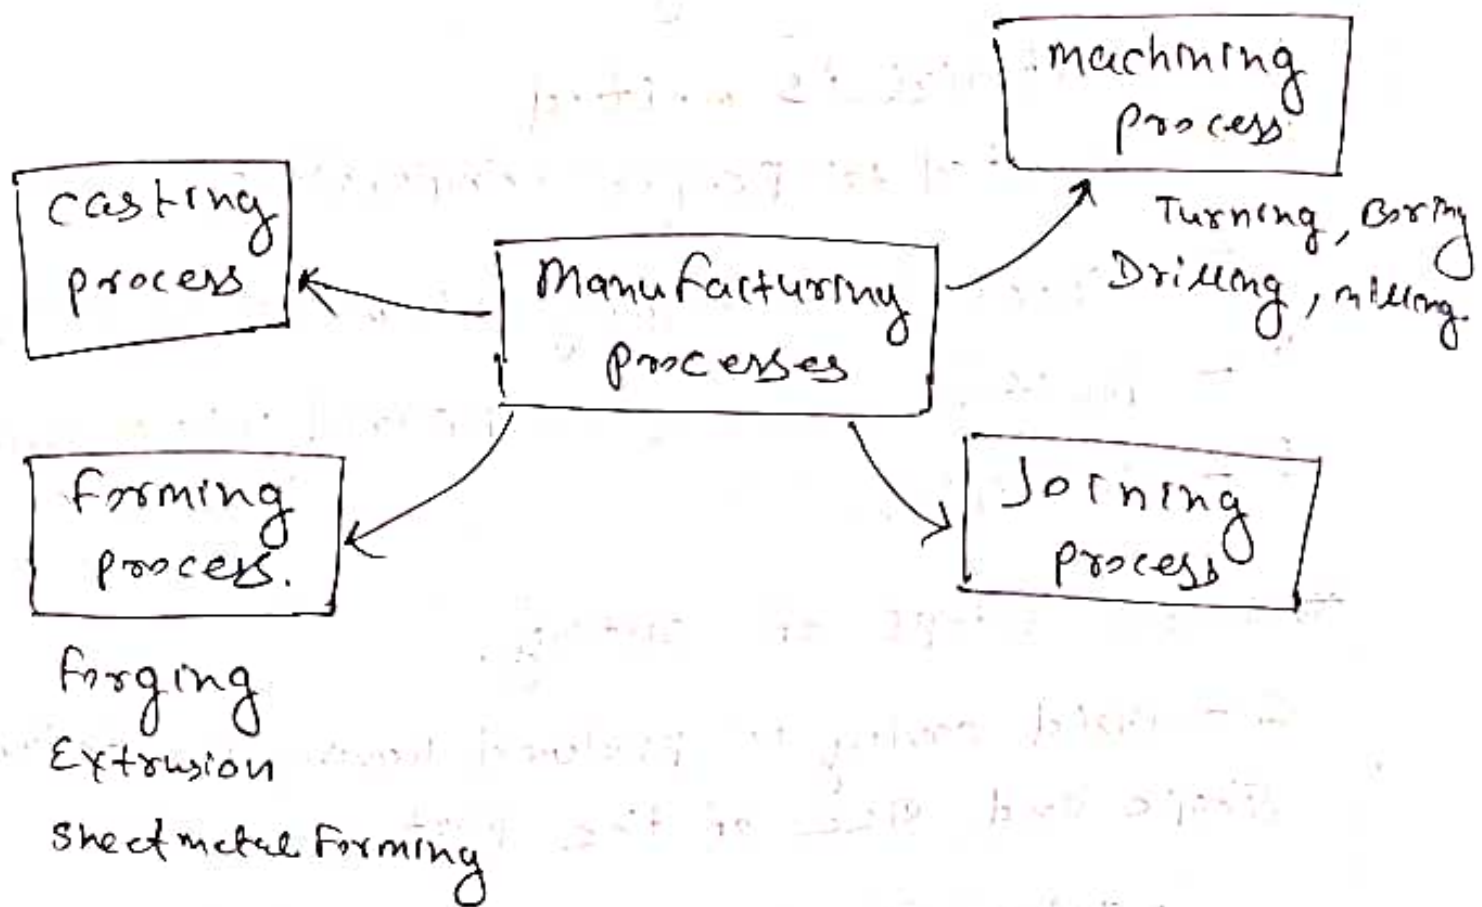 machining
process
casting
process
Turning, Boring
Drilling, milling.
Manufacturing
processes
forming
process.
Joining
process
forging
Extrusion
sheet metal forming